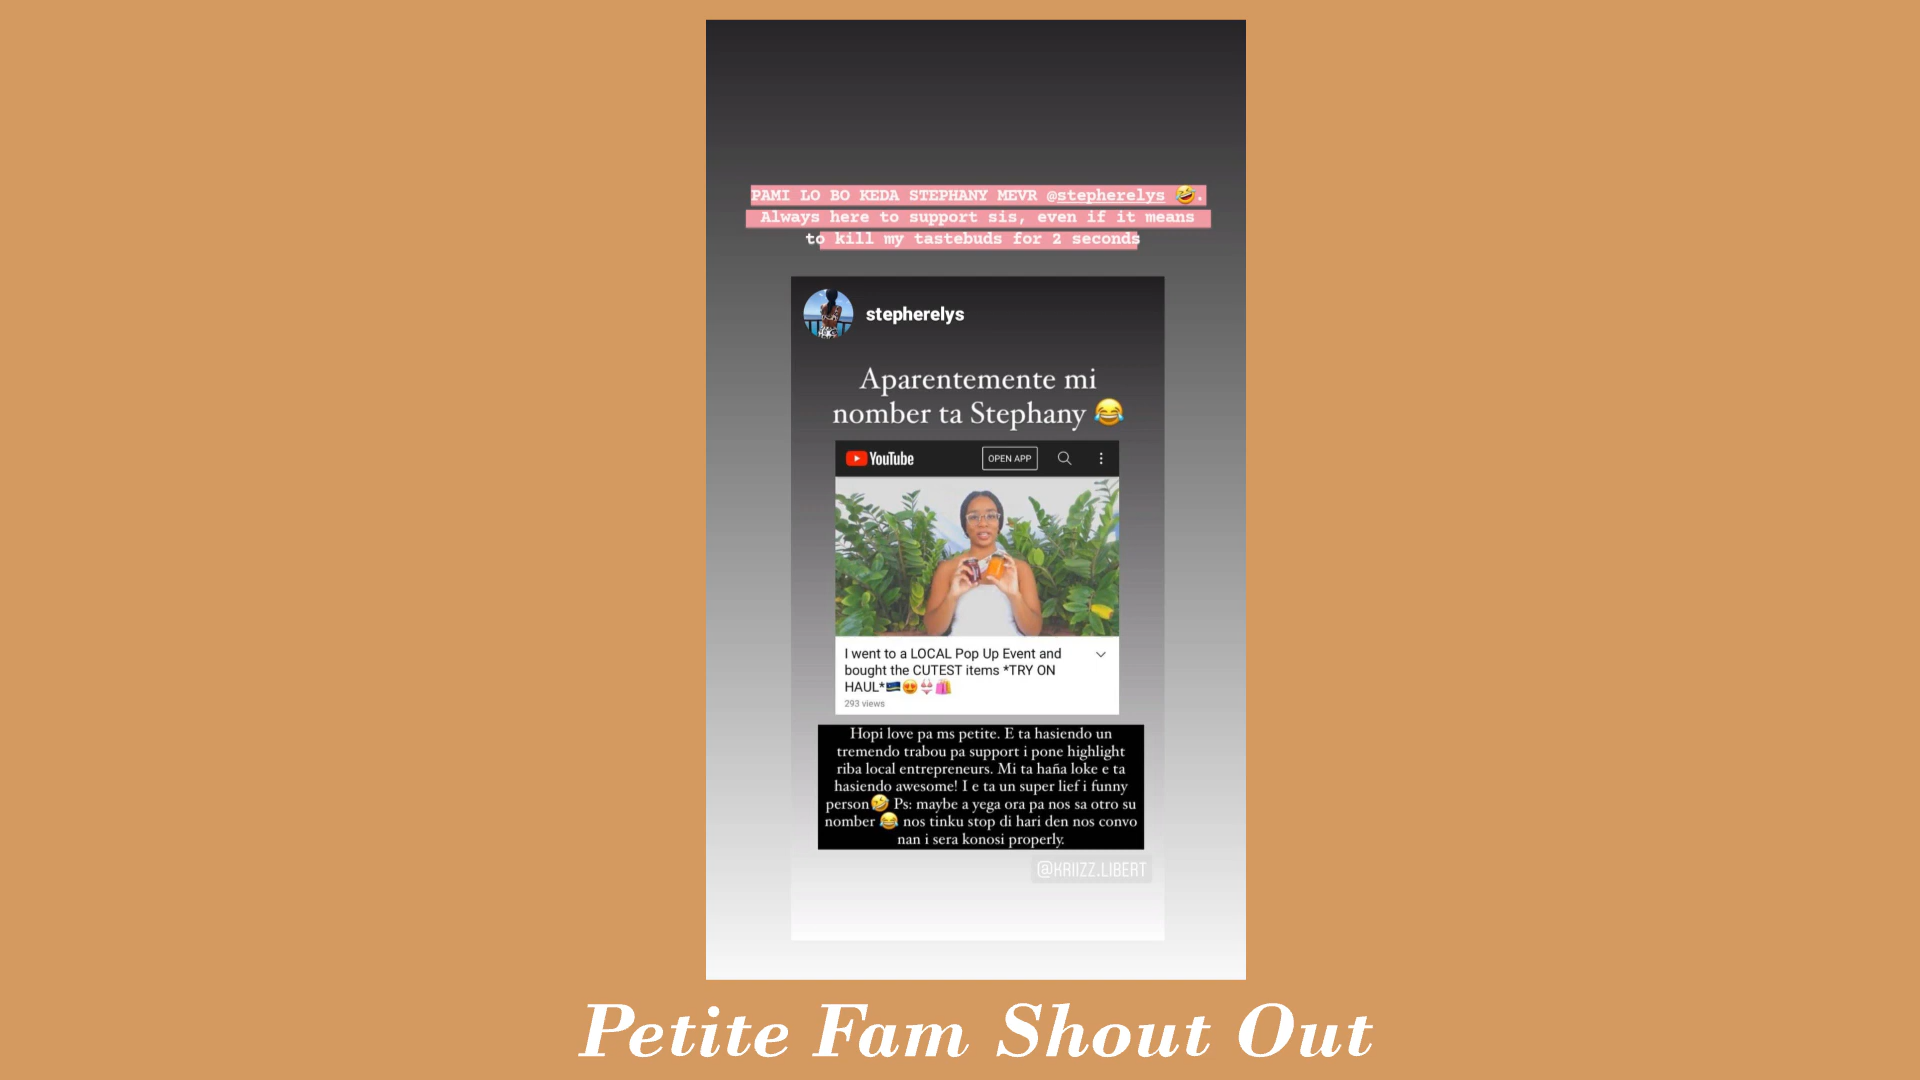 PAMI LO BO KEDA STEPHANY MEVR @stepherelys 🤣.
Always here to support sis, even if it means
to kill my tastebuds for 2 seconds
stepherelys
Aparentemente mi
nomber ta Stephany 😂
YouTube OPEN APP
I went to a LOCAL Pop Up Event and
bought the CUTEST items *TRY ON
HAUL*🇨🇼😍👙🛍️
293 views
Hopi love pa ms petite. E ta hasiendo un
tremendo trabou pa support i pone highlight
riba local entrepreneurs. Mi ta haña loke e ta
hasiendo awesome! I e ta un super lief i funny
person🤣 Ps: maybe a yega ora pa nos sa otro su
nomber 😂 nos tinku stop di hari den nos convo
nan i sera konosi properly.
@KRIIZZ.LIBERT
Petite Fam Shout Out